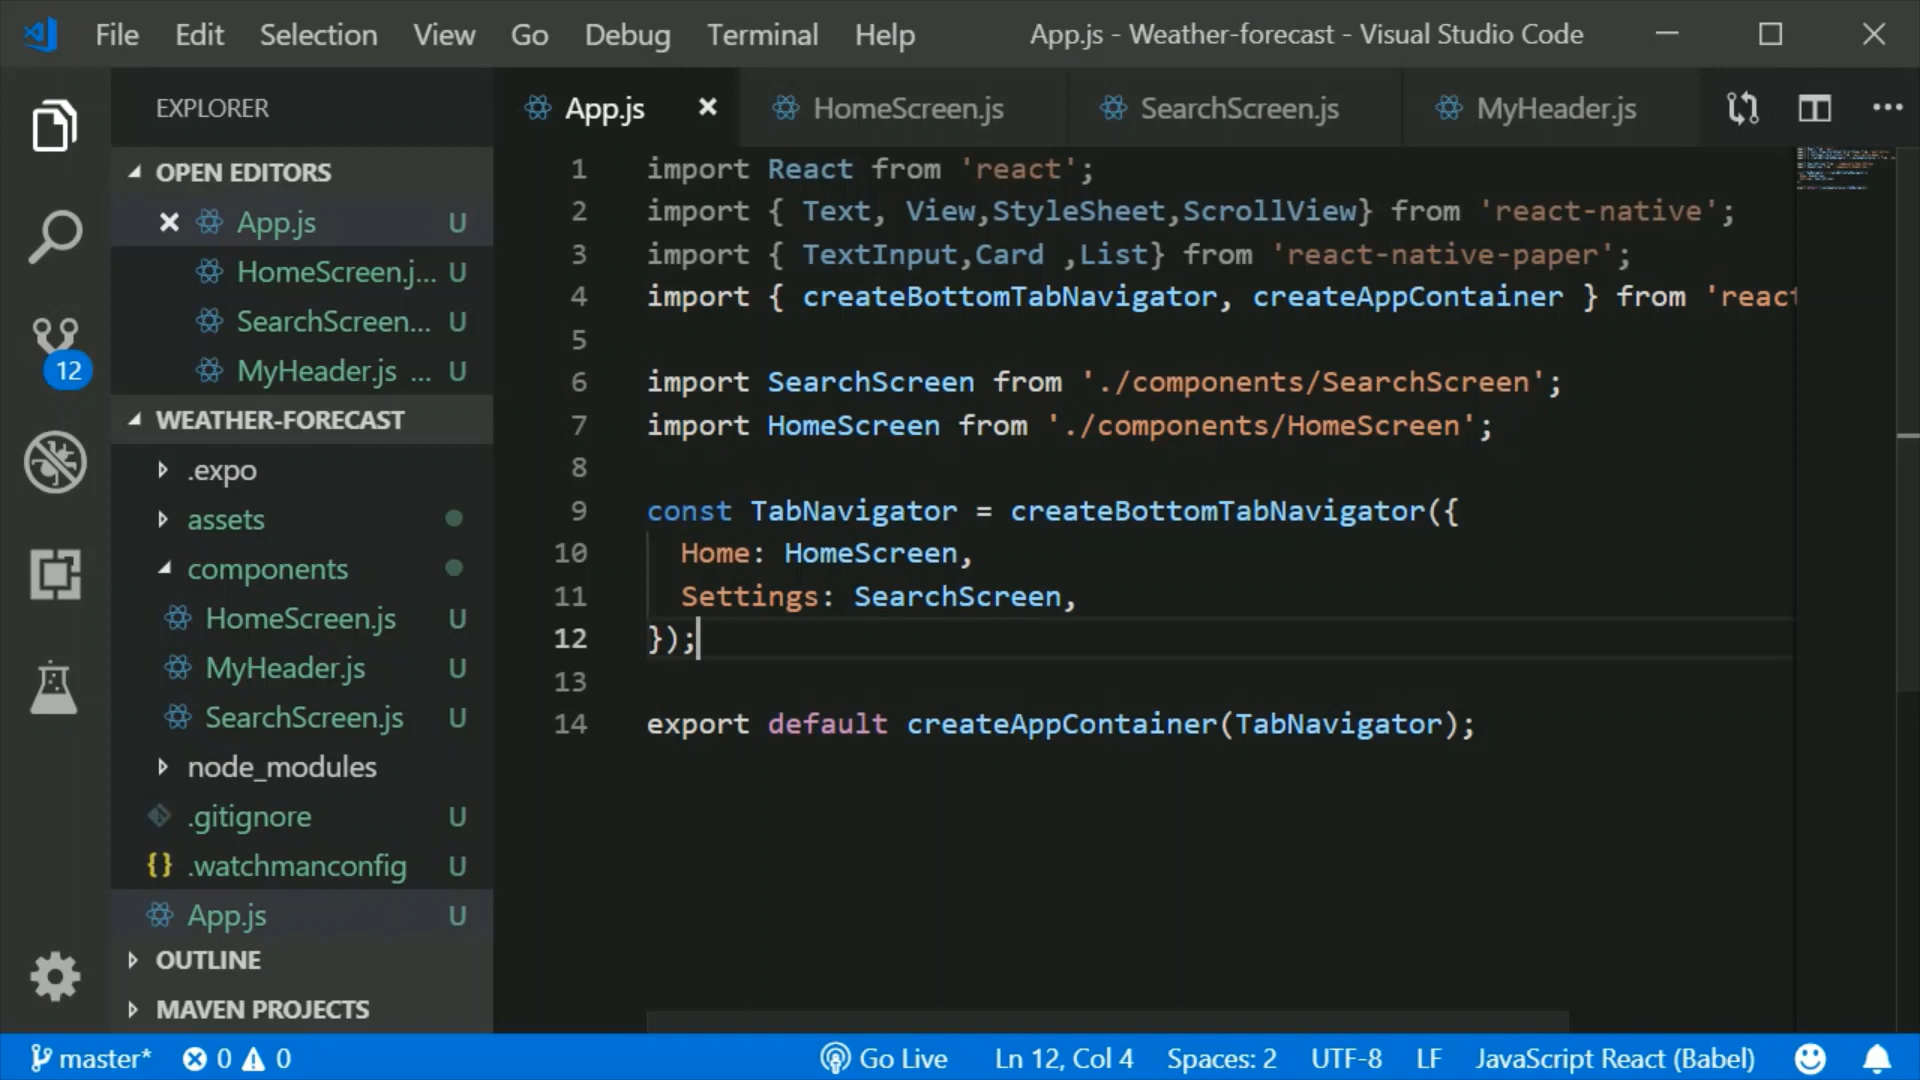 File Edit Selection View Go Debug Terminal Help App.js - Weather-forecast - Visual Studio Code
EXPLORER
OPEN EDITORS
App.js U
HomeScreen.j... U
SearchScreen... U
MyHeader.js ... U
12
WEATHER-FORECAST
.expo
assets
components
HomeScreen.js U
MyHeader.js U
SearchScreen.js U
node_modules
.gitignore U
{} .watchmanconfig U
App.js U
OUTLINE
MAVEN PROJECTS
App.js HomeScreen.js SearchScreen.js MyHeader.js
1 import React from 'react';
2 import { Text, View,StyleSheet,ScrollView} from 'react-native';
3 import { TextInput,Card ,List} from 'react-native-paper';
4 import { createBottomTabNavigator, createAppContainer } from 'react
5
6 import SearchScreen from './components/SearchScreen';
7 import HomeScreen from './components/HomeScreen';
8
9 const TabNavigator = createBottomTabNavigator({
10 Home: HomeScreen,
11 Settings: SearchScreen,
12 });
13
14 export default createAppContainer(TabNavigator);
master* 0 0 Go Live Ln 12, Col 4 Spaces: 2 UTF-8 LF JavaScript React (Babel)